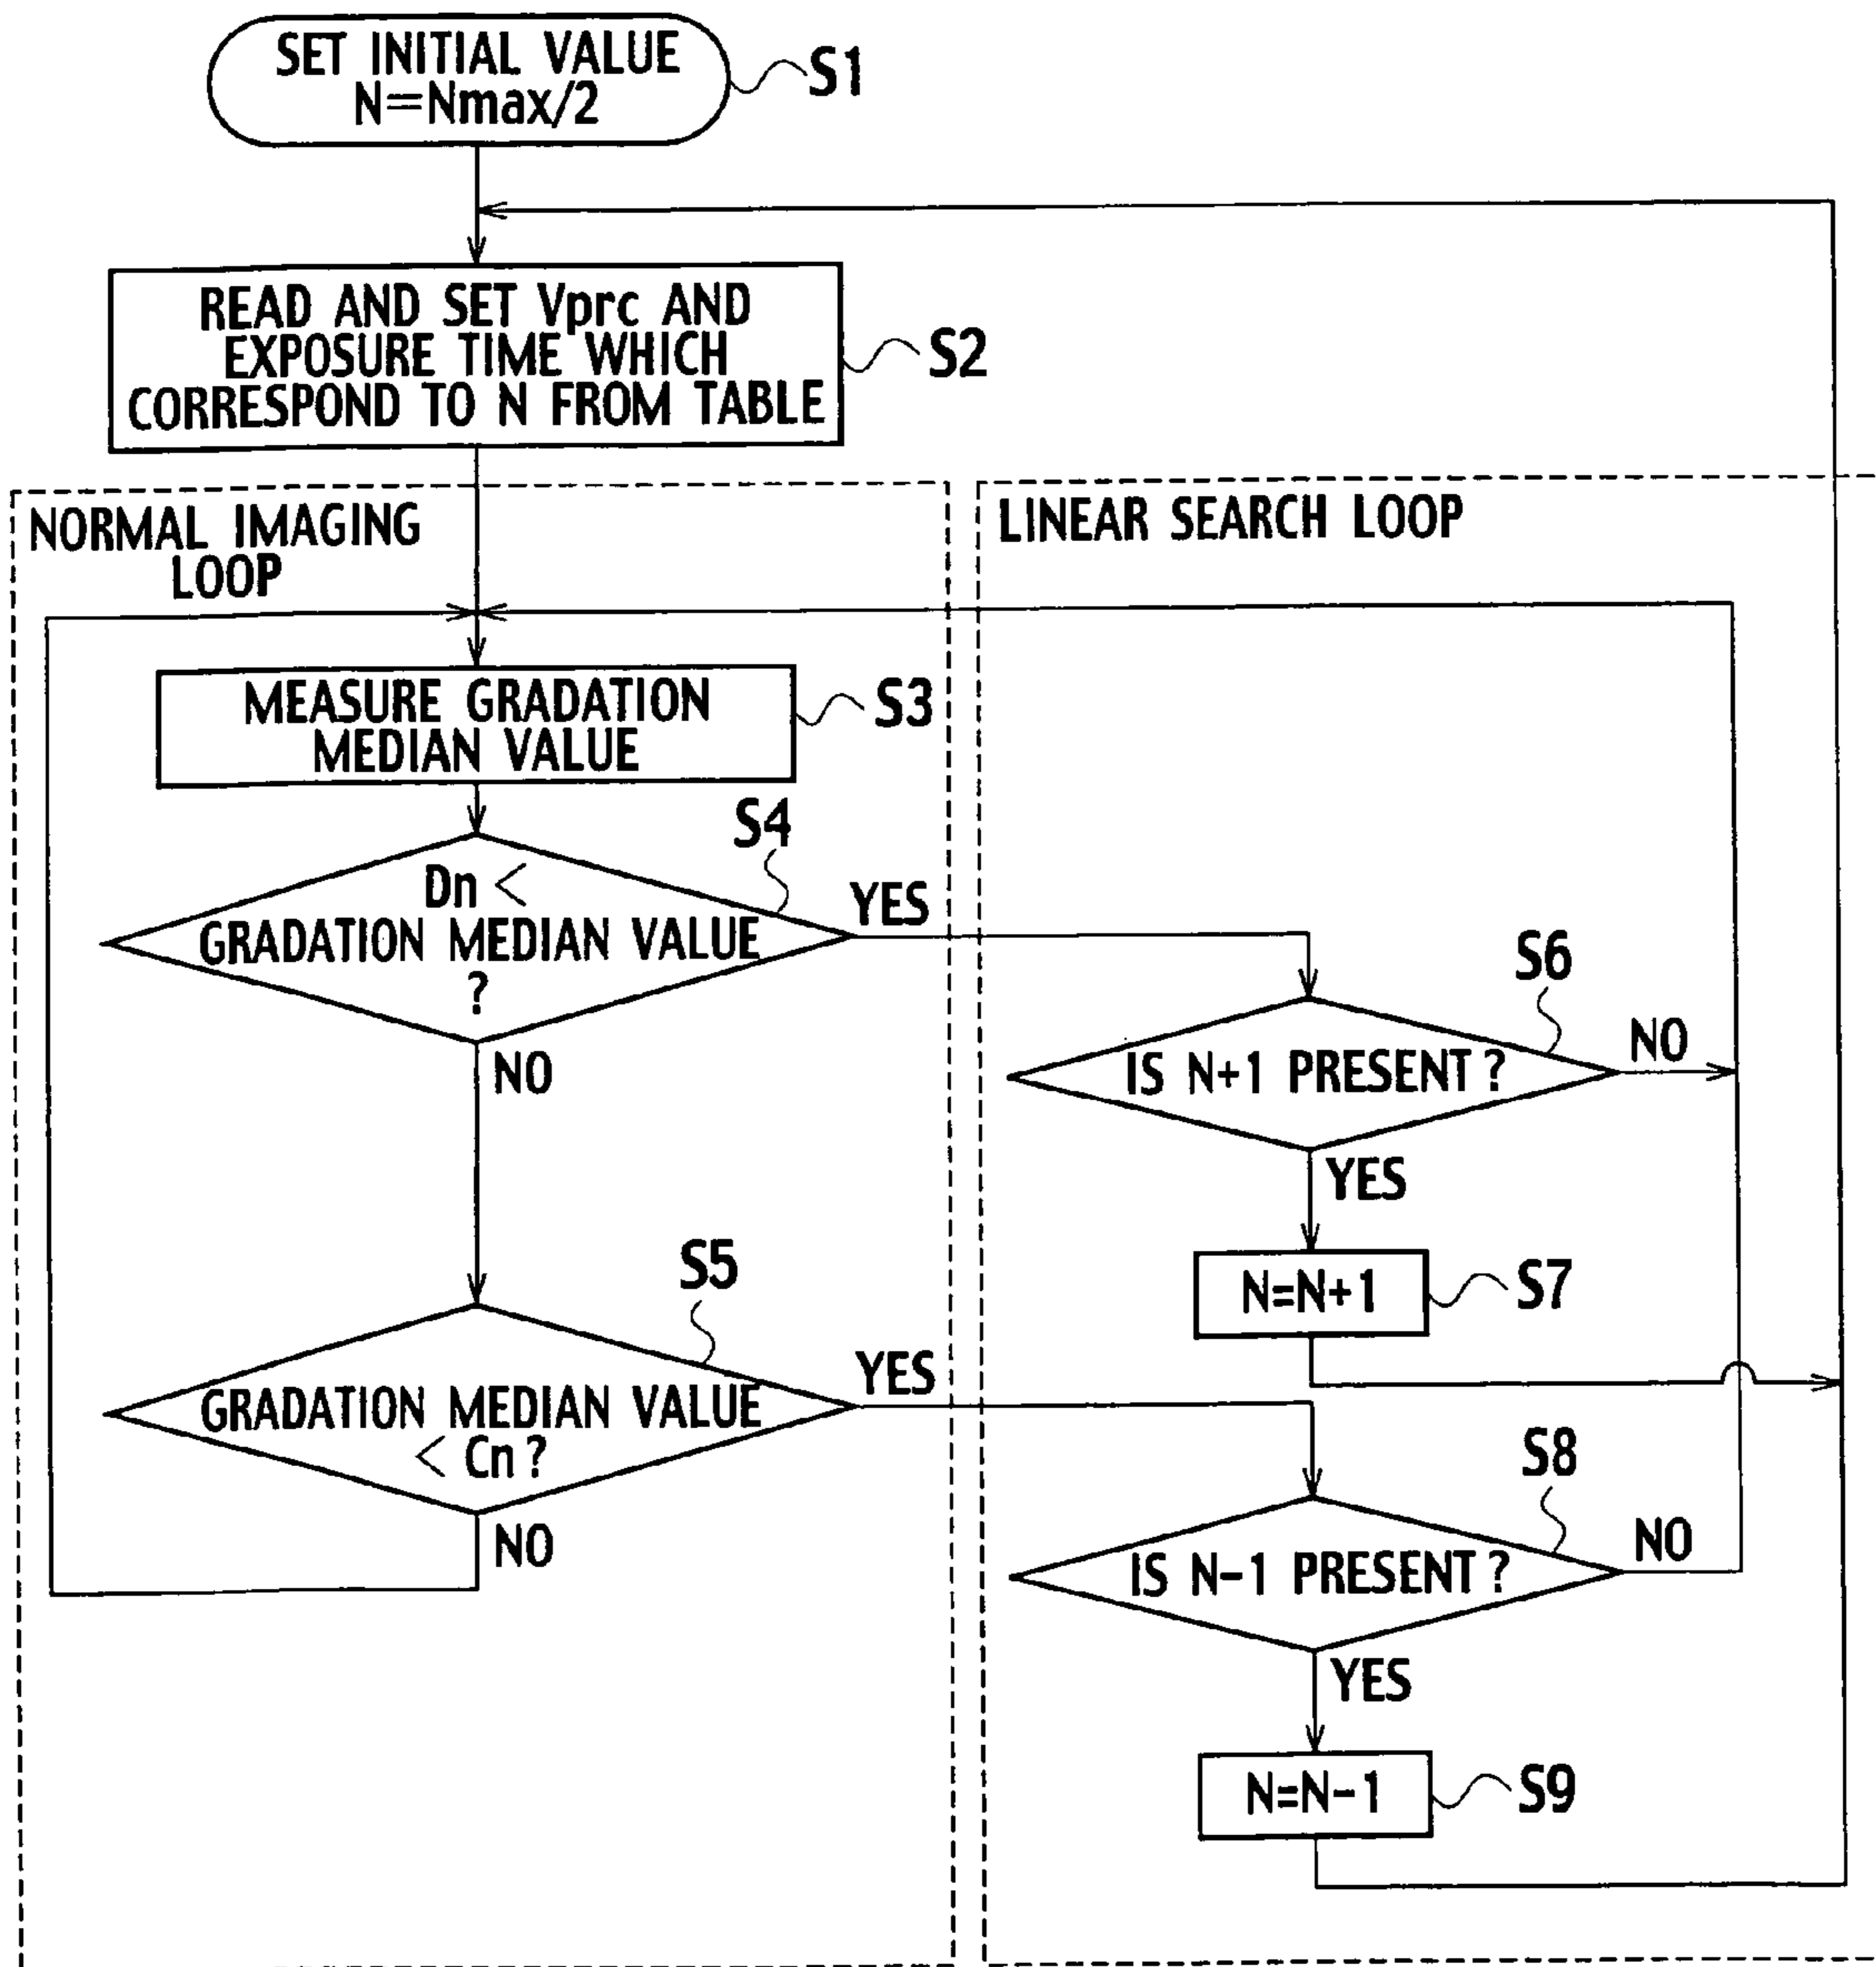 SET INITIAL VALUE
N=Nmax/2
S1
READ AND SET Vprc AND
EXPOSURE TIME WHICH
CORRESPOND TO N FROM TABLE
S2
NORMAL IMAGING
LOOP
LINEAR SEARCH LOOP
MEASURE GRADATION
MEDIAN VALUE
S3
S4
Dn <
GRADATION MEDIAN VALUE
?
YES
NO
S6
IS N+1 PRESENT?
NO
YES
N=N+1
S7
S5
GRADATION MEDIAN VALUE
< Cn?
YES
NO
S8
IS N-1 PRESENT?
NO
YES
N=N-1
S9